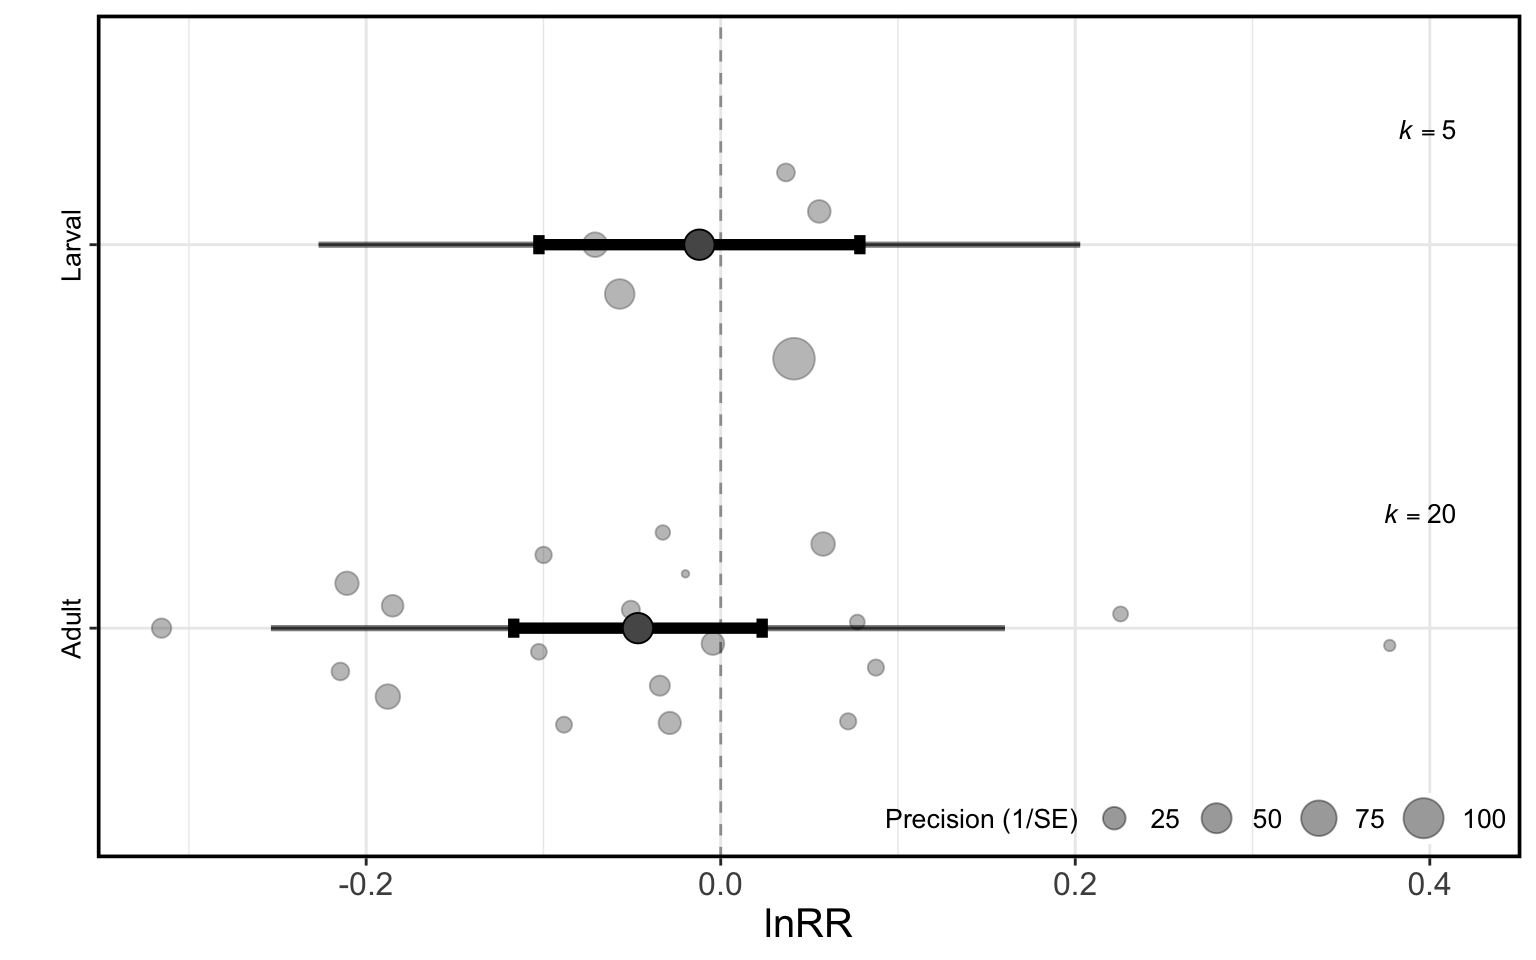 k = 5
Larval
k = 20
Adult
Precision (1/SE) 25 50 75 100
-0.2 0.0 0.2 0.4
lnRR